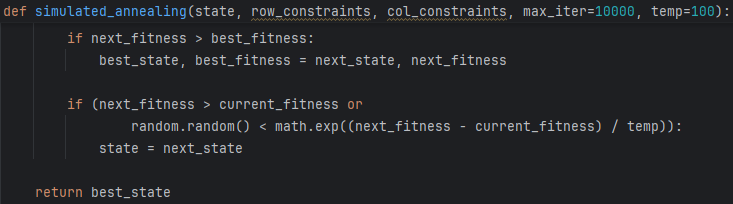 def simulated_annealing(state, row_constraints, col_constraints, max_iter=10000, temp=100):
if next_fitness > best_fitness:
best_state, best_fitness = next_state, next_fitness
if (next_fitness > current_fitness or
random.random() < math.exp((next_fitness - current_fitness) / temp)):
state = next_state
return best_state